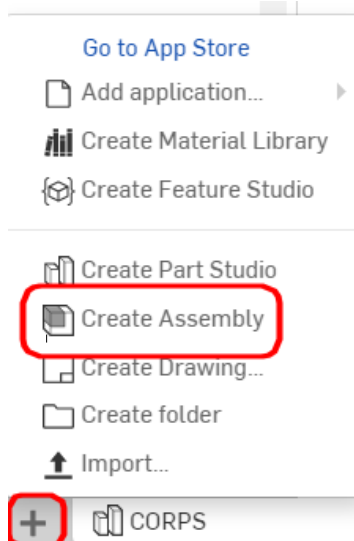 Go to App Store
Add application...
Create Material Library
Create Feature Studio
Create Part Studio
Create Assembly
Create Drawing...
Create folder
Import...
CORPS